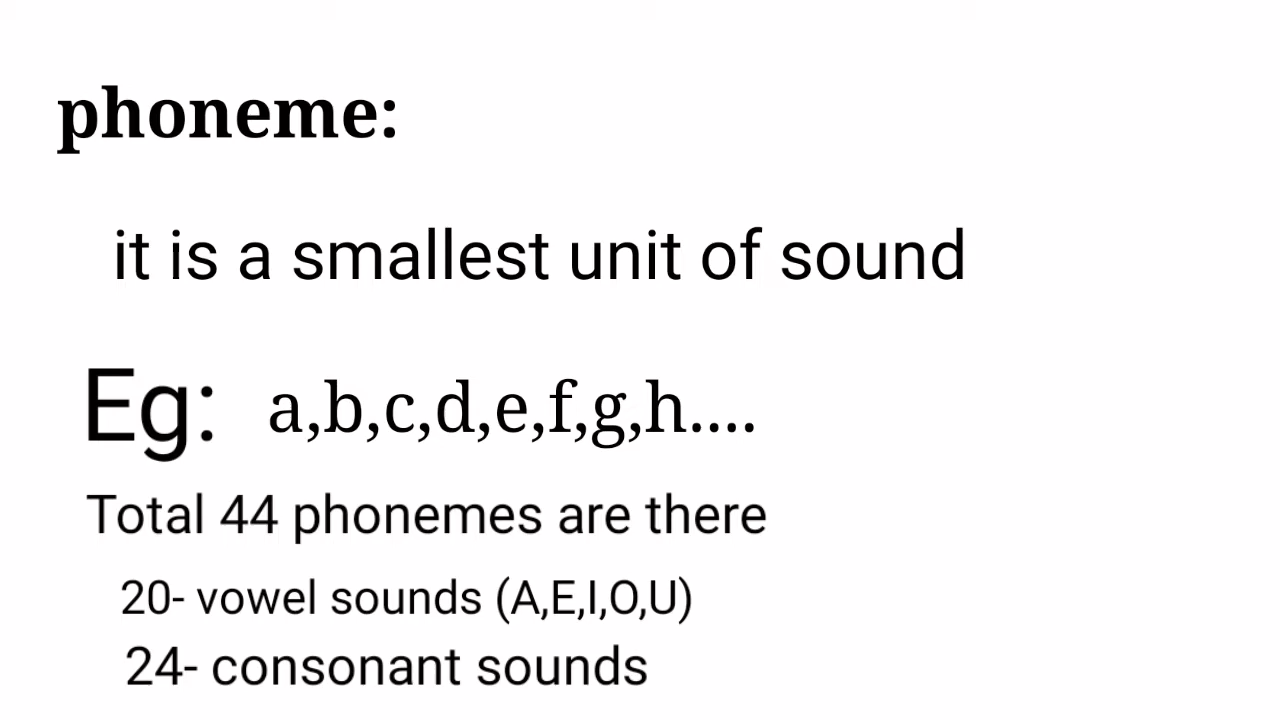 phoneme:
it is a smallest unit of sound
Eg: a,b,c,d,e,f,g,h....
Total 44 phonemes are there
20- vowel sounds (A,E,I,O,U)
24- consonant sounds